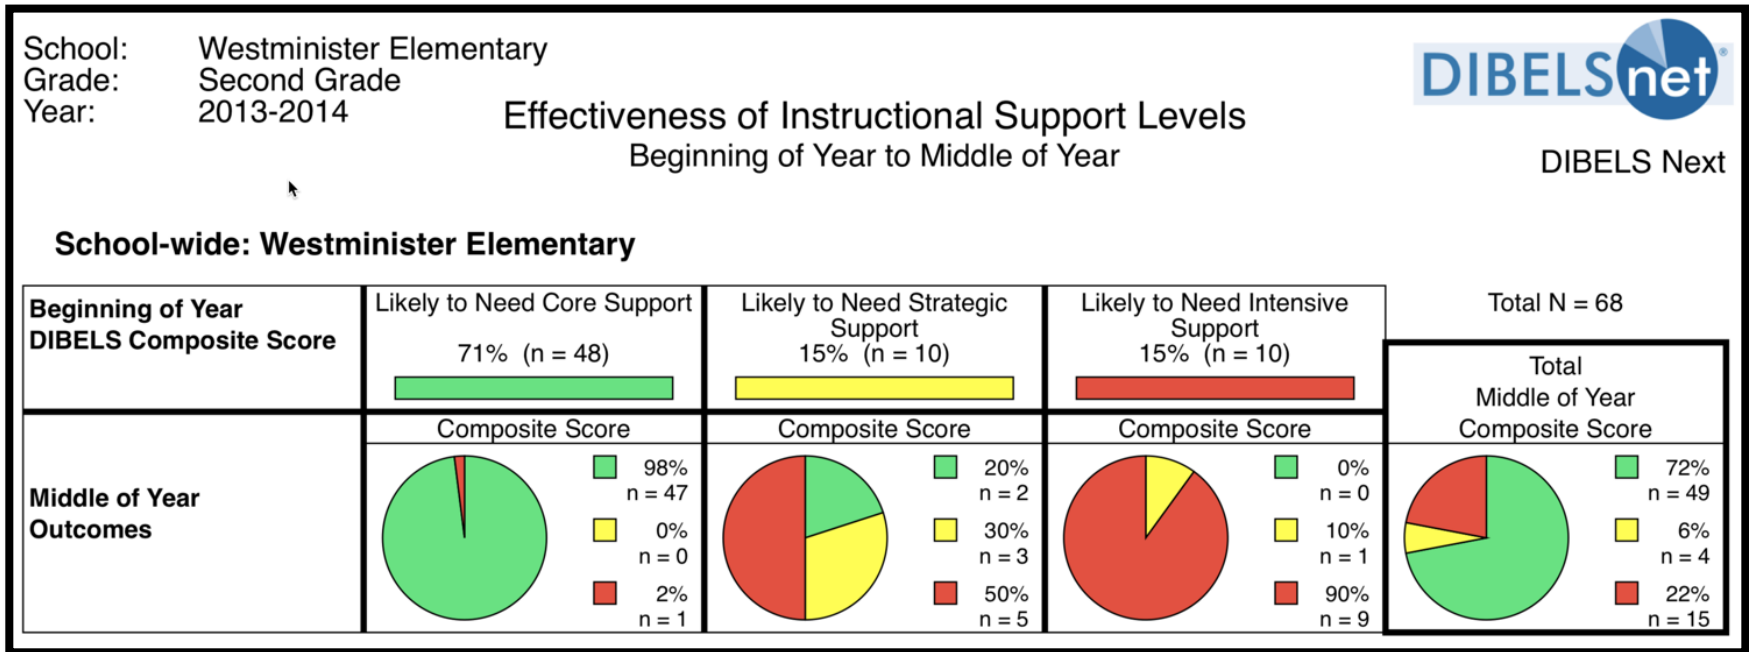 School: Westminister Elementary
Grade: Second Grade
Year: 2013-2014
DIBELSnet®
Effectiveness of Instructional Support Levels
Beginning of Year to Middle of Year
DIBELS Next
School-wide: Westminister Elementary
Beginning of Year
DIBELS Composite Score
Likely to Need Core Support
71% (n = 48)
Likely to Need Strategic
Support
15% (n = 10)
Likely to Need Intensive
Support
15% (n = 10)
Total N = 68
Total
Middle of Year
Composite Score
Middle of Year
Outcomes
Composite Score
98%
n = 47
0%
n = 0
2%
n = 1
Composite Score
20%
n = 2
30%
n = 3
50%
n = 5
Composite Score
0%
n = 0
10%
n = 1
90%
n = 9
72%
n = 49
6%
n = 4
22%
n = 15